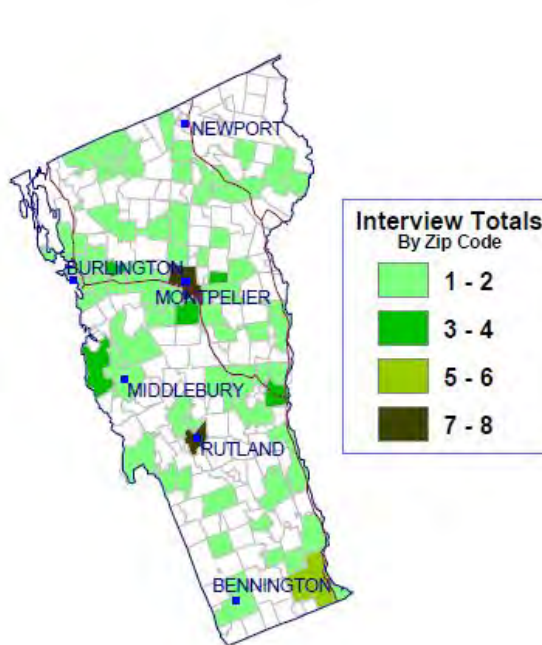 NEWPORT
Interview Totals
By Zip Code
BURLINGTON
1 - 2
MONTPELIER
3 - 4
MIDDLEBURY
5 - 6
7 - 8
RUTLAND
BENNINGTON